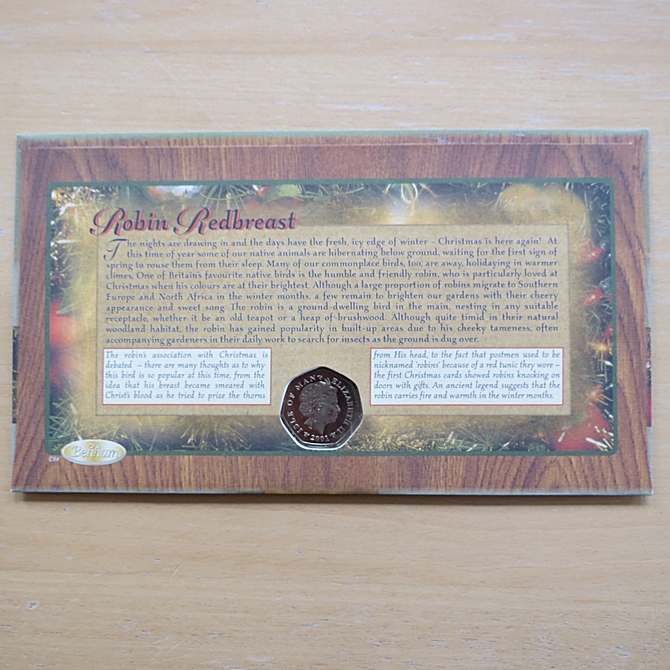 Robin Redbreast
The nights are drawing in and the days have the fresh, icy edge of winter – Christmas is here again! At
this time of year some of our native animals are hibernating below ground, waiting for the first sign of
spring to rouse them from their sleep. Many of our commonplace birds, too, are away, holidaying in warmer
climes. One of Britain's favourite native birds is the humble and friendly robin, who is particularly loved at
Christmas when his colours are at their brightest. Although a large proportion of robins migrate to Southern
Europe and North Africa in the winter months, a few remain to brighten our gardens with their cheery
appearance and sweet song. The robin is a ground-dwelling bird in the main, nesting in any suitable
receptacle, whether it be an old teapot or a heap of brushwood. Although quite timid in their natural
woodland habitat, the robin has gained popularity in built-up areas due to his cheeky tameness, often
accompanying gardeners in their daily work to search for insects as the ground is dug over.
The robin's association with Christmas is
debated – there are many thoughts as to why
this bird is so popular at this time, from the
idea that his breast became smeared with
Christ's blood as he tried to prize the thorns
from His head, to the fact that postmen used to be
nicknamed 'robins' because of a red tunic they wore –
the first Christmas cards showed robins knocking on
doors with gifts. An ancient legend suggests that the
robin carries fire and warmth in the winter months.
ISLE OF MAN ELIZABETH II
2001
Benham